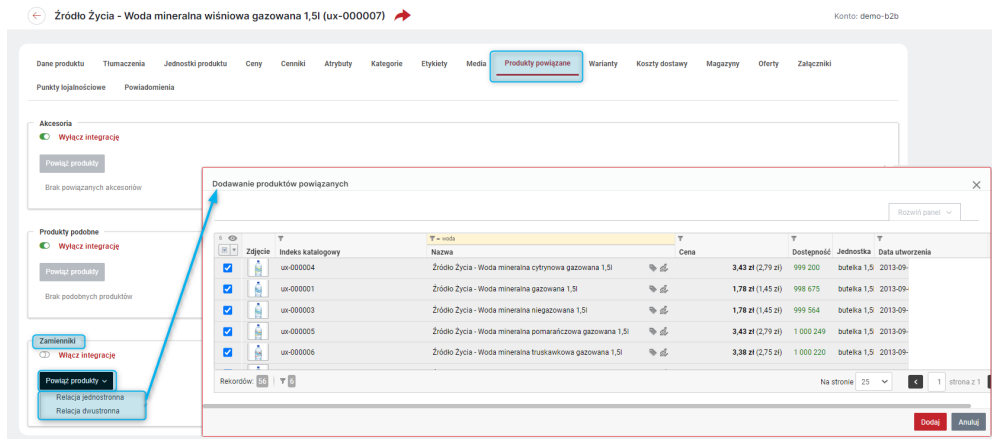 Źródło Życia - Woda mineralna wiśniowa gazowana 1,5l (ux-000007)
Konto: demo-b2b
Dane produktu Tłumaczenia Jednostki produktu Ceny Cenniki Atrybuty Kategorie Etykiety Media Produkty powiązane Warianty Koszty dostawy Magazyny Oferty Załączniki
Punkty lojalnościowe Powiadomienia
Akcesoria
Wyłącz integrację
Powiąż produkty
Brak powiązanych akcesoriów
Produkty podobne
Wyłącz integrację
Powiąż produkty
Brak podobnych produktów
Zamienniki
Włącz integrację
Powiąż produkty
Relacja jednostronna
Relacja dwustronna
Dodawanie produktów powiązanych
Rozwiń panel
= woda
Zdjęcie Indeks katalogowy Nazwa Cena Dostępność Jednostka Data utworzenia
ux-000004 Źródło Życia - Woda mineralna cytrynowa gazowana 1,5l 3,43 zł (2,79 zł) 999 200 butelka 1,5 2013-09-
ux-000001 Źródło Życia - Woda mineralna gazowana 1,5l 1,78 zł (1,45 zł) 998 675 butelka 1,5 2013-09-
ux-000003 Źródło Życia - Woda mineralna niegazowana 1,5l 1,78 zł (1,45 zł) 999 564 butelka 1,5 2013-09-
ux-000005 Źródło Życia - Woda mineralna pomarańczowa gazowana 1,5l 3,43 zł (2,79 zł) 1 000 249 butelka 1,5 2013-09-
ux-000006 Źródło Życia - Woda mineralna truskawkowa gazowana 1,5l 3,38 zł (2,75 zł) 1 000 220 butelka 1,5 2013-09-
Rekordów: 56 6 Na stronie 25 1 strona z 1
Dodaj Anuluj